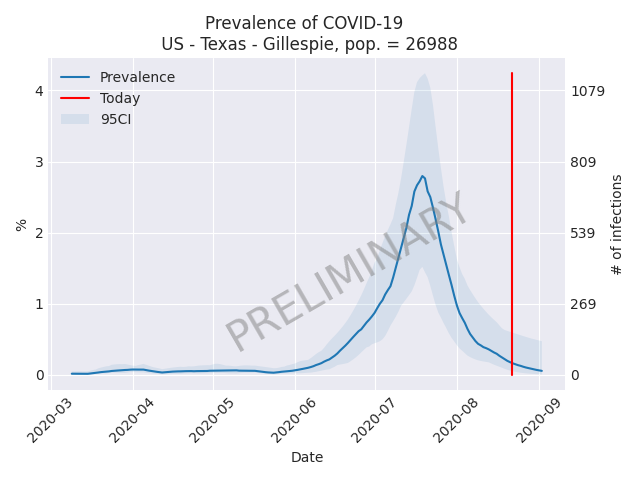 Prevalence of COVID-19
US - Texas - Gillespie, pop. = 26988
Prevalence
Today
95CI
4
3
2
1
0
%
1079
809
539
269
0
# of infections
PRELIMINARY
2020-03
2020-04
2020-05
2020-06
2020-07
2020-08
2020-09
Date